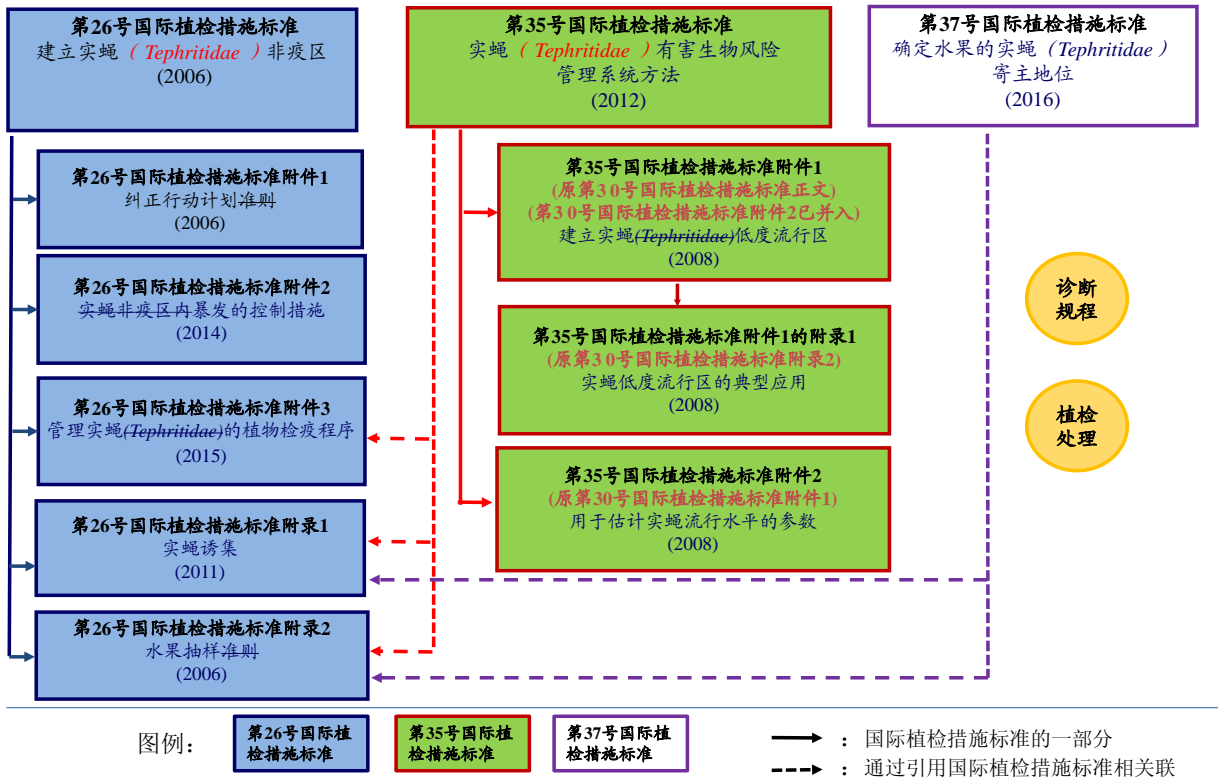 第26号国际植检措施标准
建立实蝇（Tephritidae）非疫区
(2006)
第35号国际植检措施标准
实蝇（Tephritidae）有害生物风险
管理系统方法
(2012)
第37号国际植检措施标准
确定水果的实蝇（Tephritidae）
寄主地位
(2016)
第26号国际植检措施标准附件1
纠正行动计划准则
(2006)
第26号国际植检措施标准附件2
实蝇非疫区内暴发的控制措施
(2014)
第26号国际植检措施标准附件3
管理实蝇(Tephritidae)的植物检疫程序
(2015)
第26号国际植检措施标准附录1
实蝇诱集
(2011)
第26号国际植检措施标准附录2
水果抽样准则
(2006)
第35号国际植检措施标准附件1
(原第30号国际植检措施标准正文)
(第30号国际植检措施标准附件2已并入)
建立实蝇(Tephritidae)低度流行区
(2008)
第35号国际植检措施标准附件1的附录1
(原第30号国际植检措施标准附录2)
实蝇低度流行区的典型应用
(2008)
第35号国际植检措施标准附件2
(原第30号国际植检措施标准附件1)
用于估计实蝇流行水平的参数
(2008)
诊断
规程
植检
处理
图例：
第26号国际植
检措施标准
第35号国际植
检措施标准
第37号国际植
检措施标准
：国际植检措施标准的一部分
：通过引用国际植检措施标准相关联